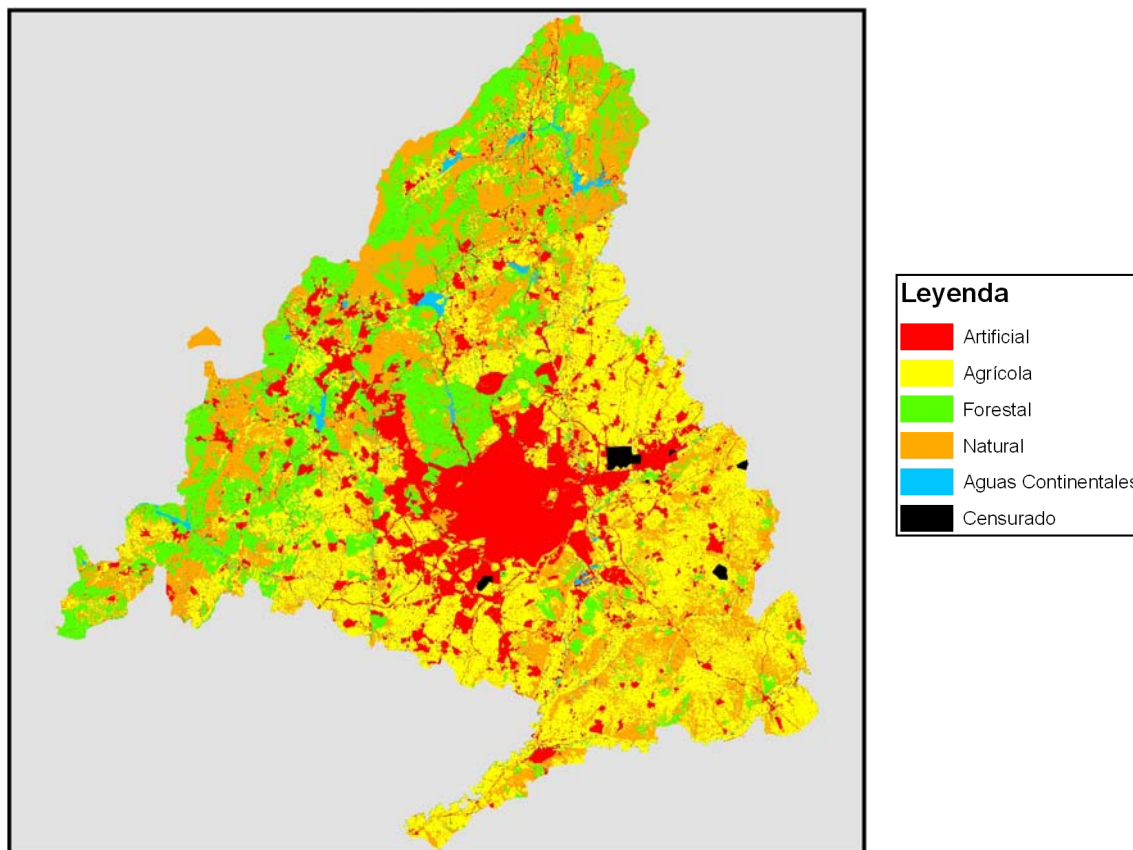 Leyenda
Artificial
Agrícola
Forestal
Natural
Aguas Continentales
Censurado